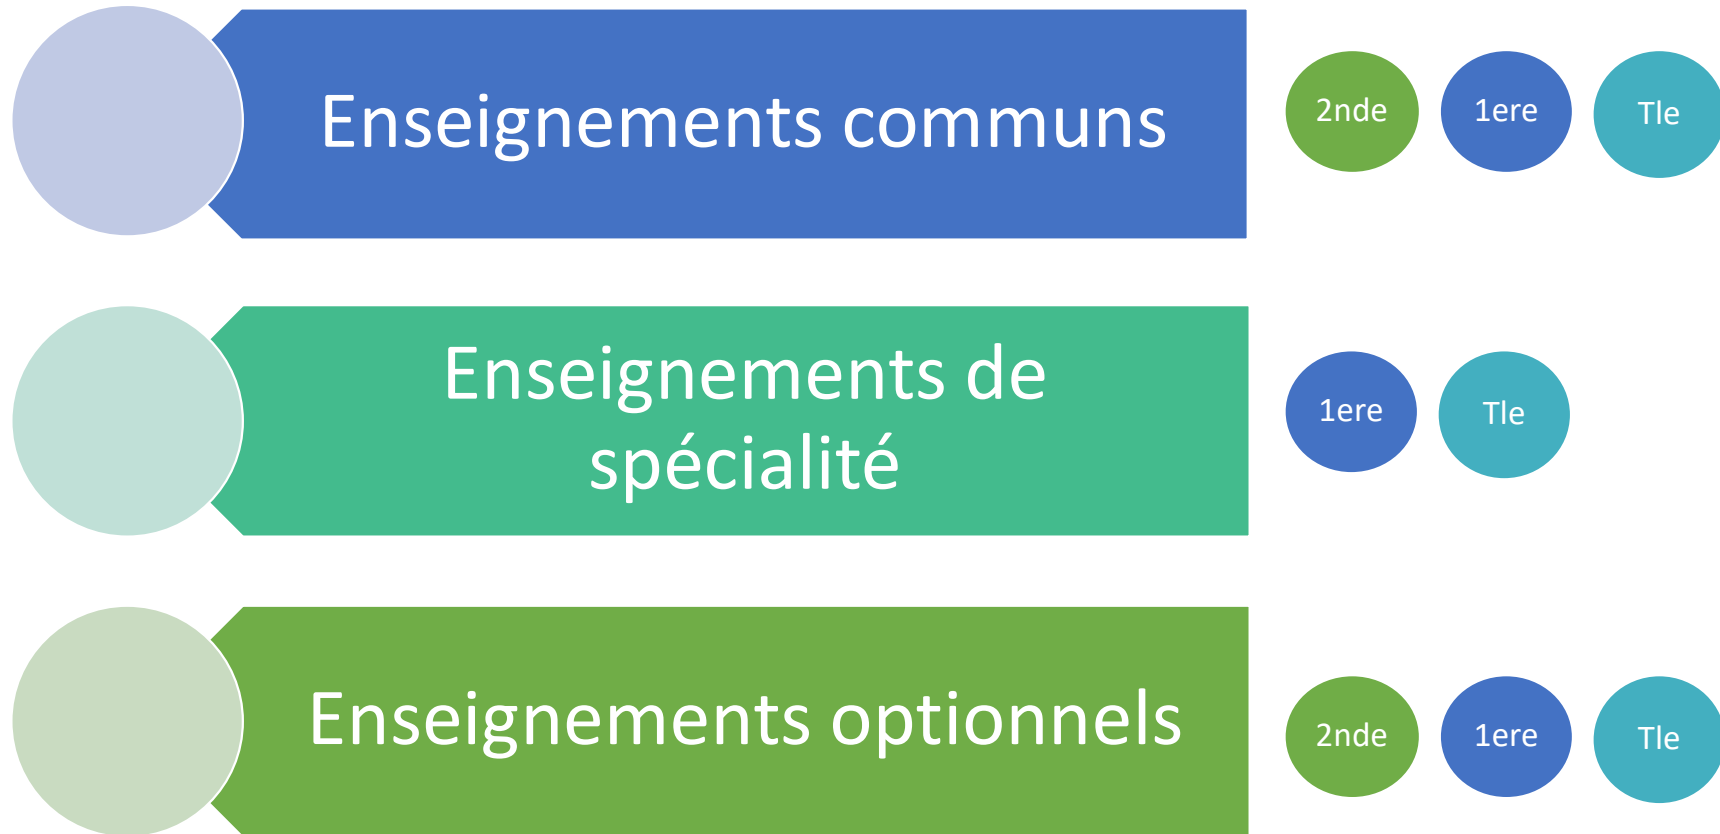 Enseignements communs
2nde 1ere Tle
Enseignements de
spécialité
1ere Tle
Enseignements optionnels
2nde 1ere Tle